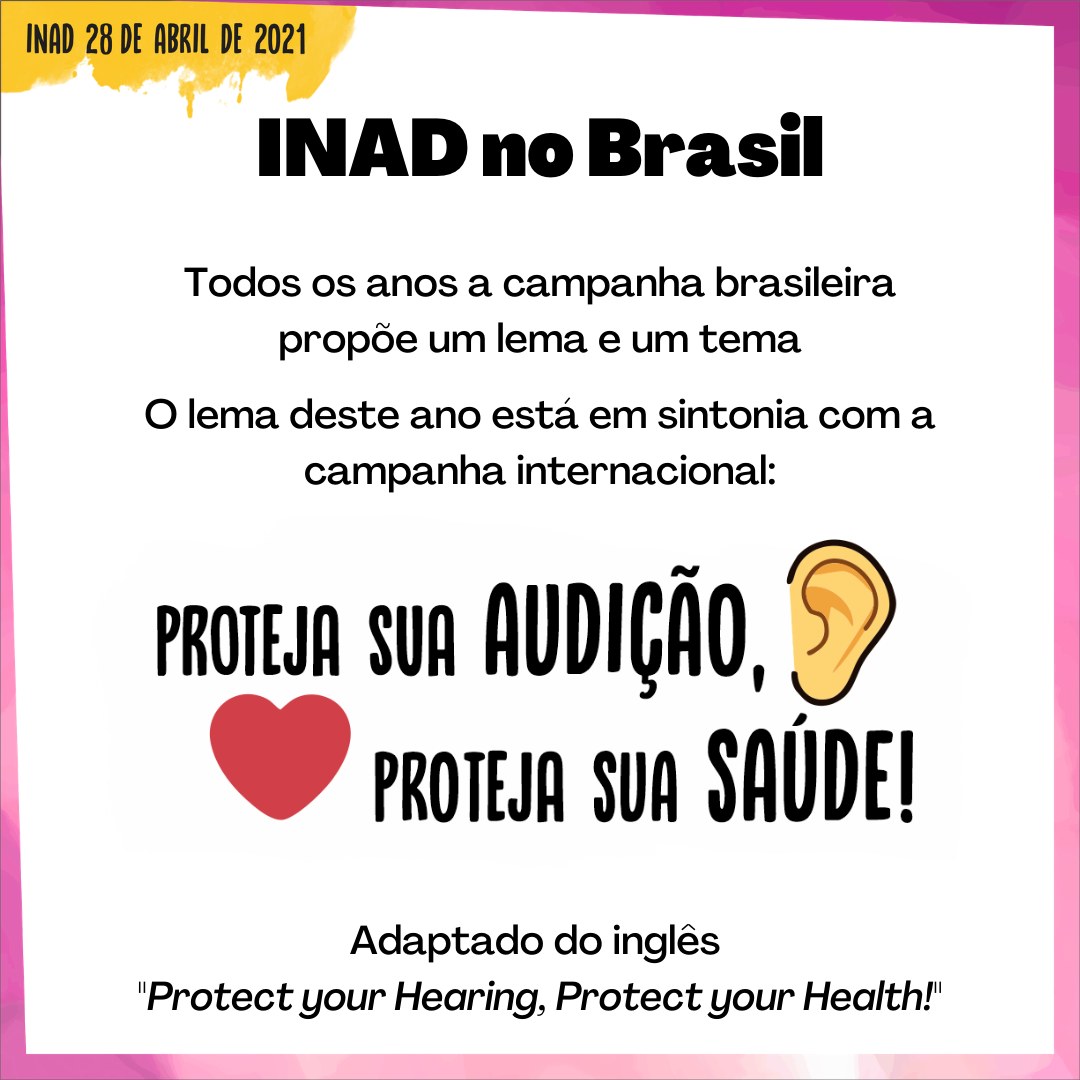 INAD 28 DE ABRIL DE 2021
INAD no Brasil
Todos os anos a campanha brasileira
propõe um lema e um tema
O lema deste ano está em sintonia com a
campanha internacional:
PROTEJA SUA AUDIÇÃO,
PROTEJA SUA SAÚDE!
Adaptado do inglês
"Protect your Hearing, Protect your Health!"